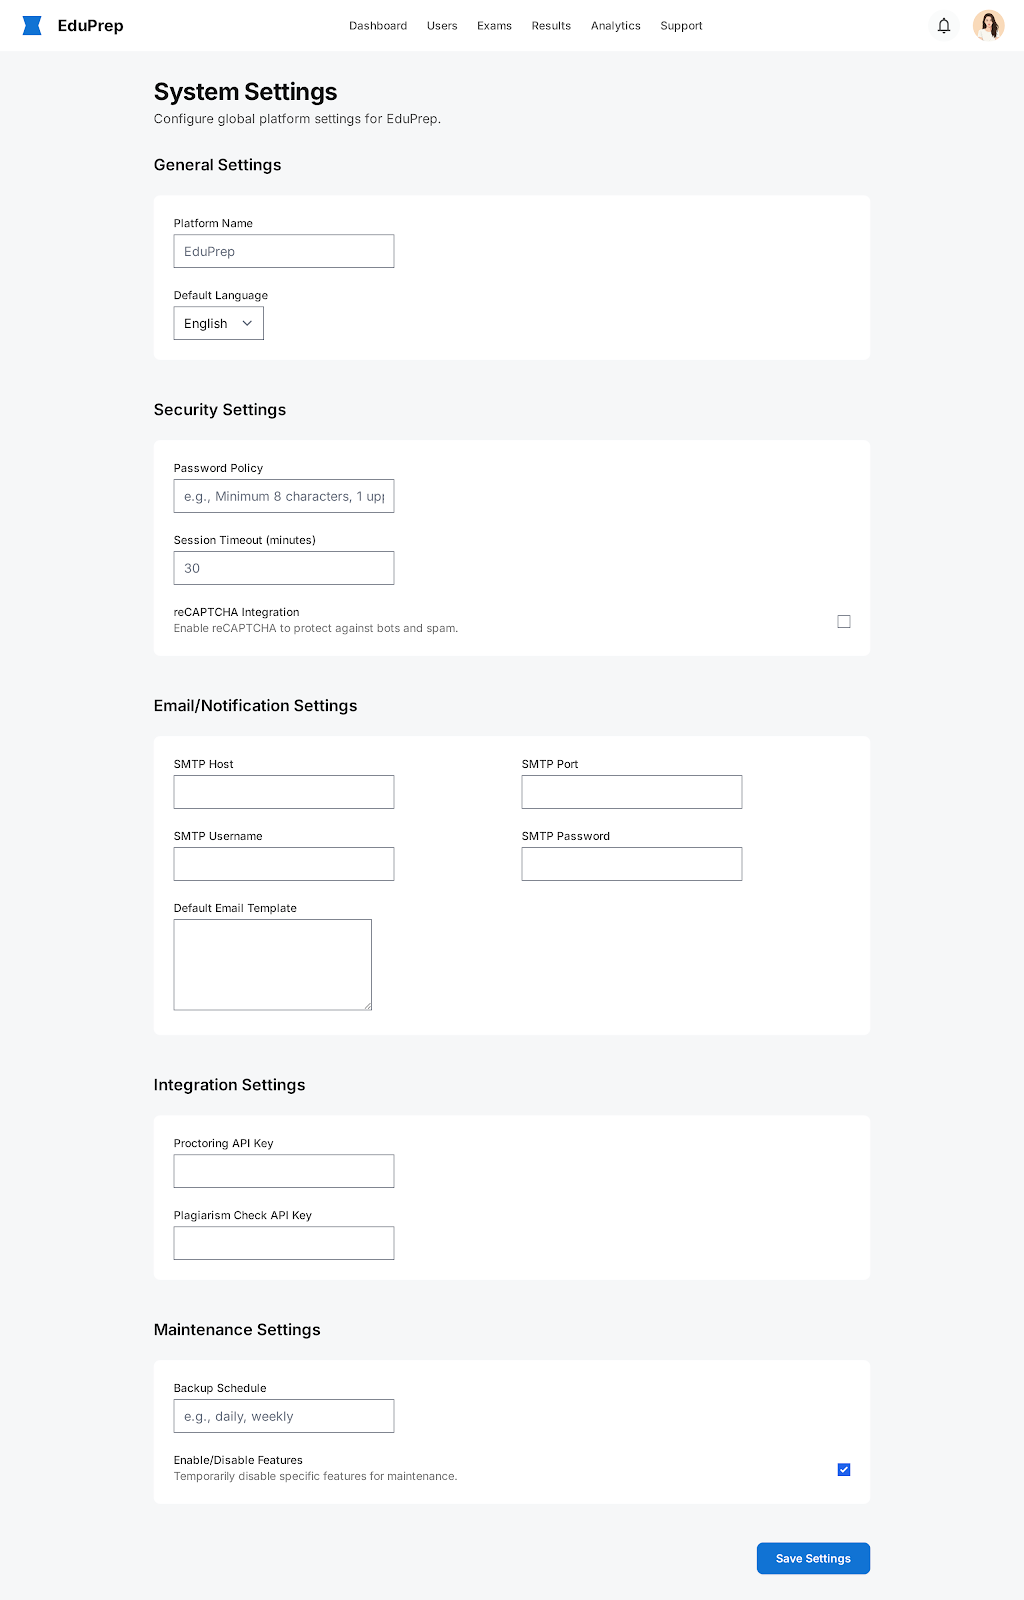 EduPrep
Dashboard Users Exams Results Analytics Support
System Settings
Configure global platform settings for EduPrep.
General Settings
Platform Name
EduPrep
Default Language
English
Security Settings
Password Policy
e.g., Minimum 8 characters, 1 upp
Session Timeout (minutes)
30
reCAPTCHA Integration
Enable reCAPTCHA to protect against bots and spam.
Email/Notification Settings
SMTP Host SMTP Port
SMTP Username SMTP Password
Default Email Template
Integration Settings
Proctoring API Key
Plagiarism Check API Key
Maintenance Settings
Backup Schedule
e.g., daily, weekly
Enable/Disable Features
Temporarily disable specific features for maintenance.
Save Settings